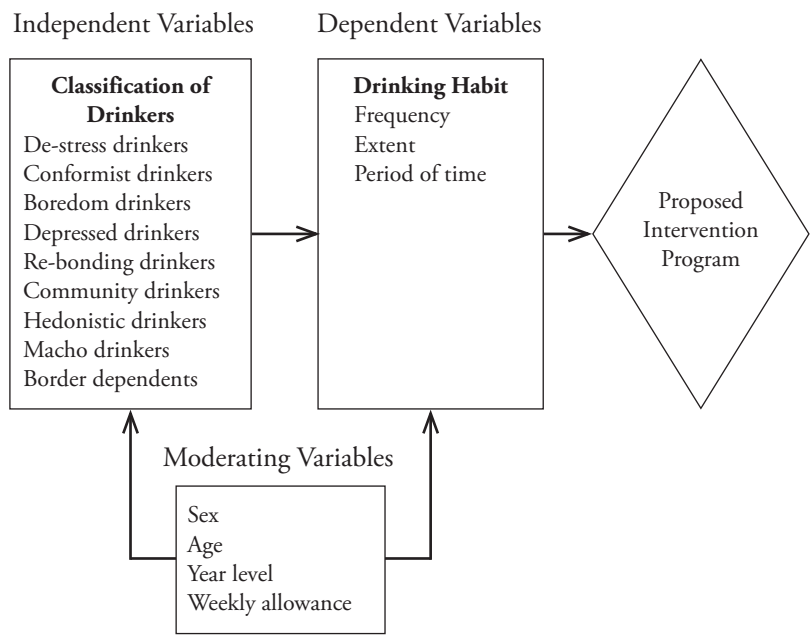 Independent Variables
Dependent Variables
Classification of
Drinkers
De-stress drinkers
Conformist drinkers
Boredom drinkers
Depressed drinkers
Re-bonding drinkers
Community drinkers
Hedonistic drinkers
Macho drinkers
Border dependents
Drinking Habit
Frequency
Extent
Period of time
Proposed
Intervention
Program
Moderating Variables
Sex
Age
Year level
Weekly allowance